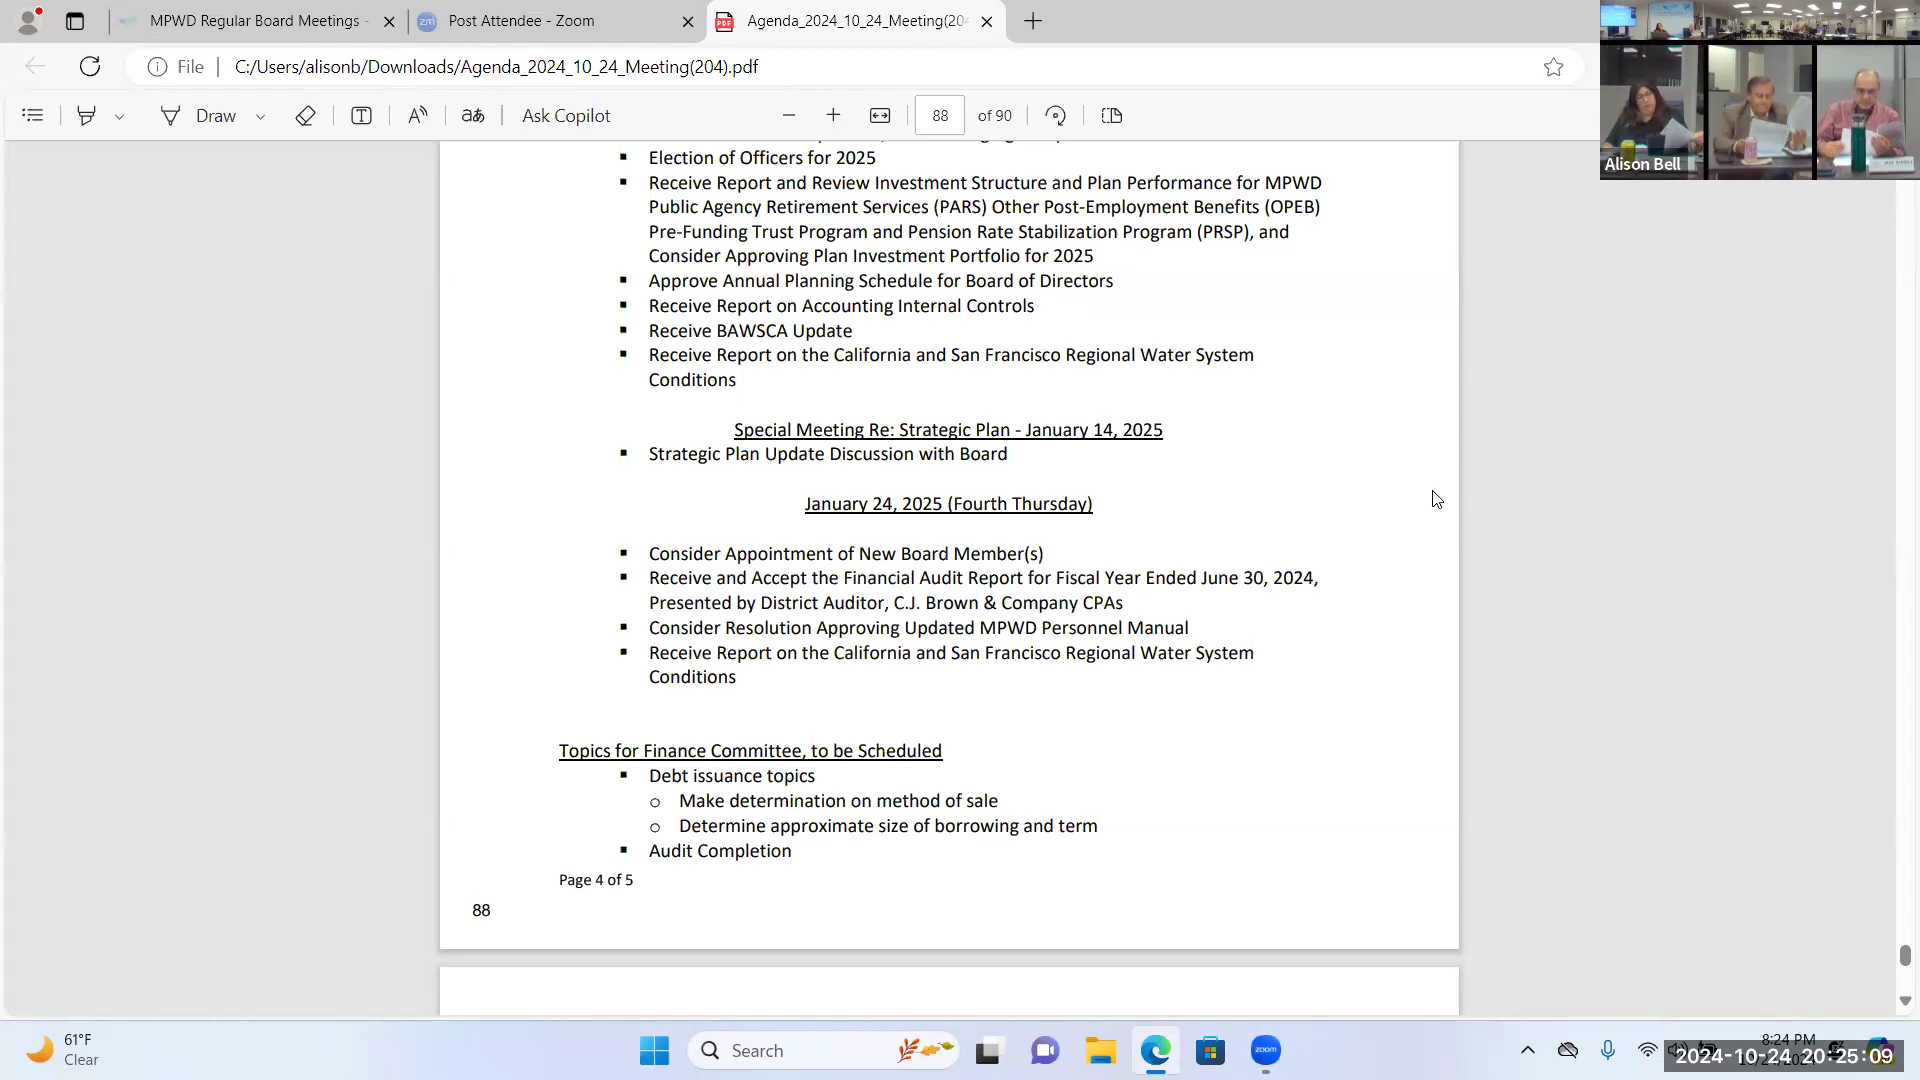 MPWD Regular Board Meetings -
Post Attendee - Zoom
Agenda_2024_10_24_Meeting(204
File
C:/Users/alisonb/Downloads/Agenda_2024_10_24_Meeting(204).pdf
Draw
Ask Copilot
88 of 90
Alison Bell
Election of Officers for 2025
Receive Report and Review Investment Structure and Plan Performance for MPWD
Public Agency Retirement Services (PARS) Other Post-Employment Benefits (OPEB)
Pre-Funding Trust Program and Pension Rate Stabilization Program (PRSP), and
Consider Approving Plan Investment Portfolio for 2025
Approve Annual Planning Schedule for Board of Directors
Receive Report on Accounting Internal Controls
Receive BAWSCA Update
Receive Report on the California and San Francisco Regional Water System
Conditions
Special Meeting Re: Strategic Plan - January 14, 2025
Strategic Plan Update Discussion with Board
January 24, 2025 (Fourth Thursday)
Consider Appointment of New Board Member(s)
Receive and Accept the Financial Audit Report for Fiscal Year Ended June 30, 2024,
Presented by District Auditor, C.J. Brown & Company CPAs
Consider Resolution Approving Updated MPWD Personnel Manual
Receive Report on the California and San Francisco Regional Water System
Conditions
Topics for Finance Committee, to be Scheduled
Debt issuance topics
Make determination on method of sale
Determine approximate size of borrowing and term
Audit Completion
Page 4 of 5
88
61°F
Clear
Search
zoom
8:24 PM
2024-10-24 20:25:09